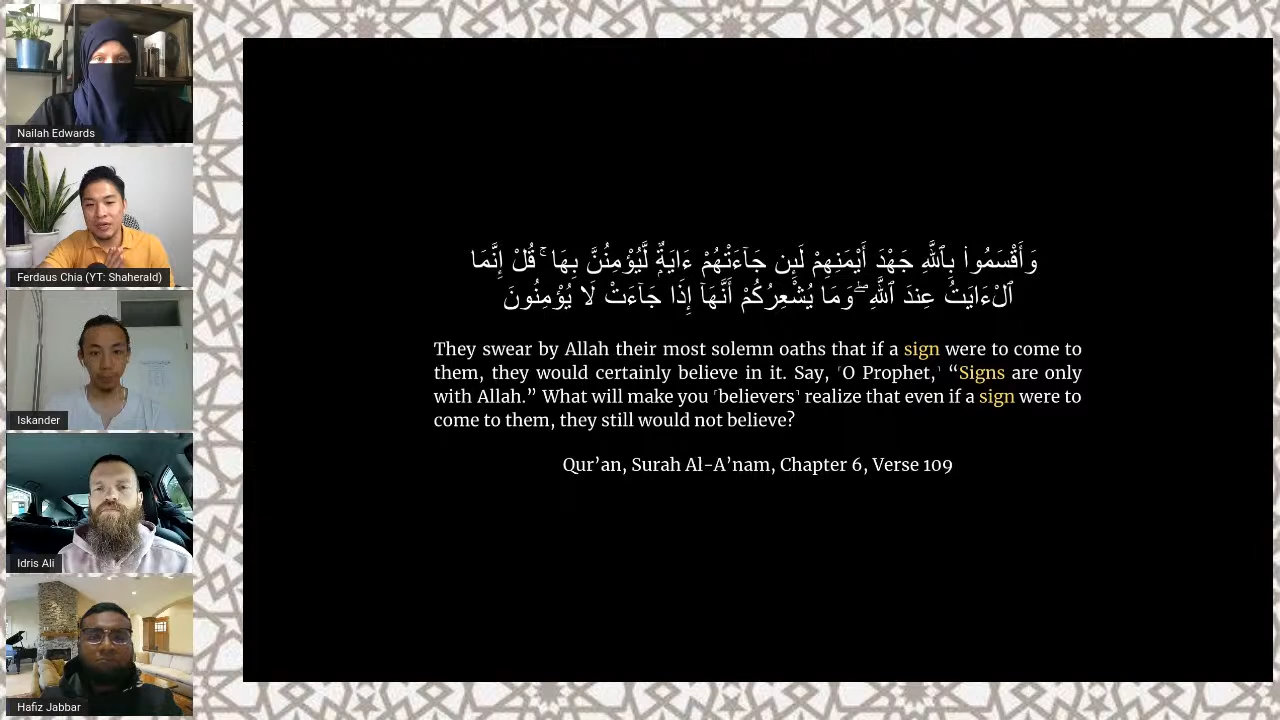 Nailah Edwards
Ferdaus Chia (YT: Shaherald)
Iskander
Idris Ali
Hafiz Jabbar
وَأَقْسَمُوا۟ بِٱللَّهِ جَهْدَ أَيْمَـٰنِهِمْ لَئِن جَآءَتْهُمْ ءَايَةٌۭ لَّيُؤْمِنُنَّ بِهَا ۚ قُلْ إِنَّمَا
ٱلْـَٔايَـٰتُ عِندَ ٱللَّهِ ۖ وَمَا يُشْعِرُكُمْ أَنَّهَآ إِذَا جَآءَتْ لَا يُؤْمِنُونَ
They swear by Allah their most solemn oaths that if a sign were to come to
them, they would certainly believe in it. Say, ˹O Prophet,˺ “Signs are only
with Allah.” What will make you ˹believers˺ realize that even if a sign were to
come to them, they still would not believe?
Qur’an, Surah Al-A’nam, Chapter 6, Verse 109